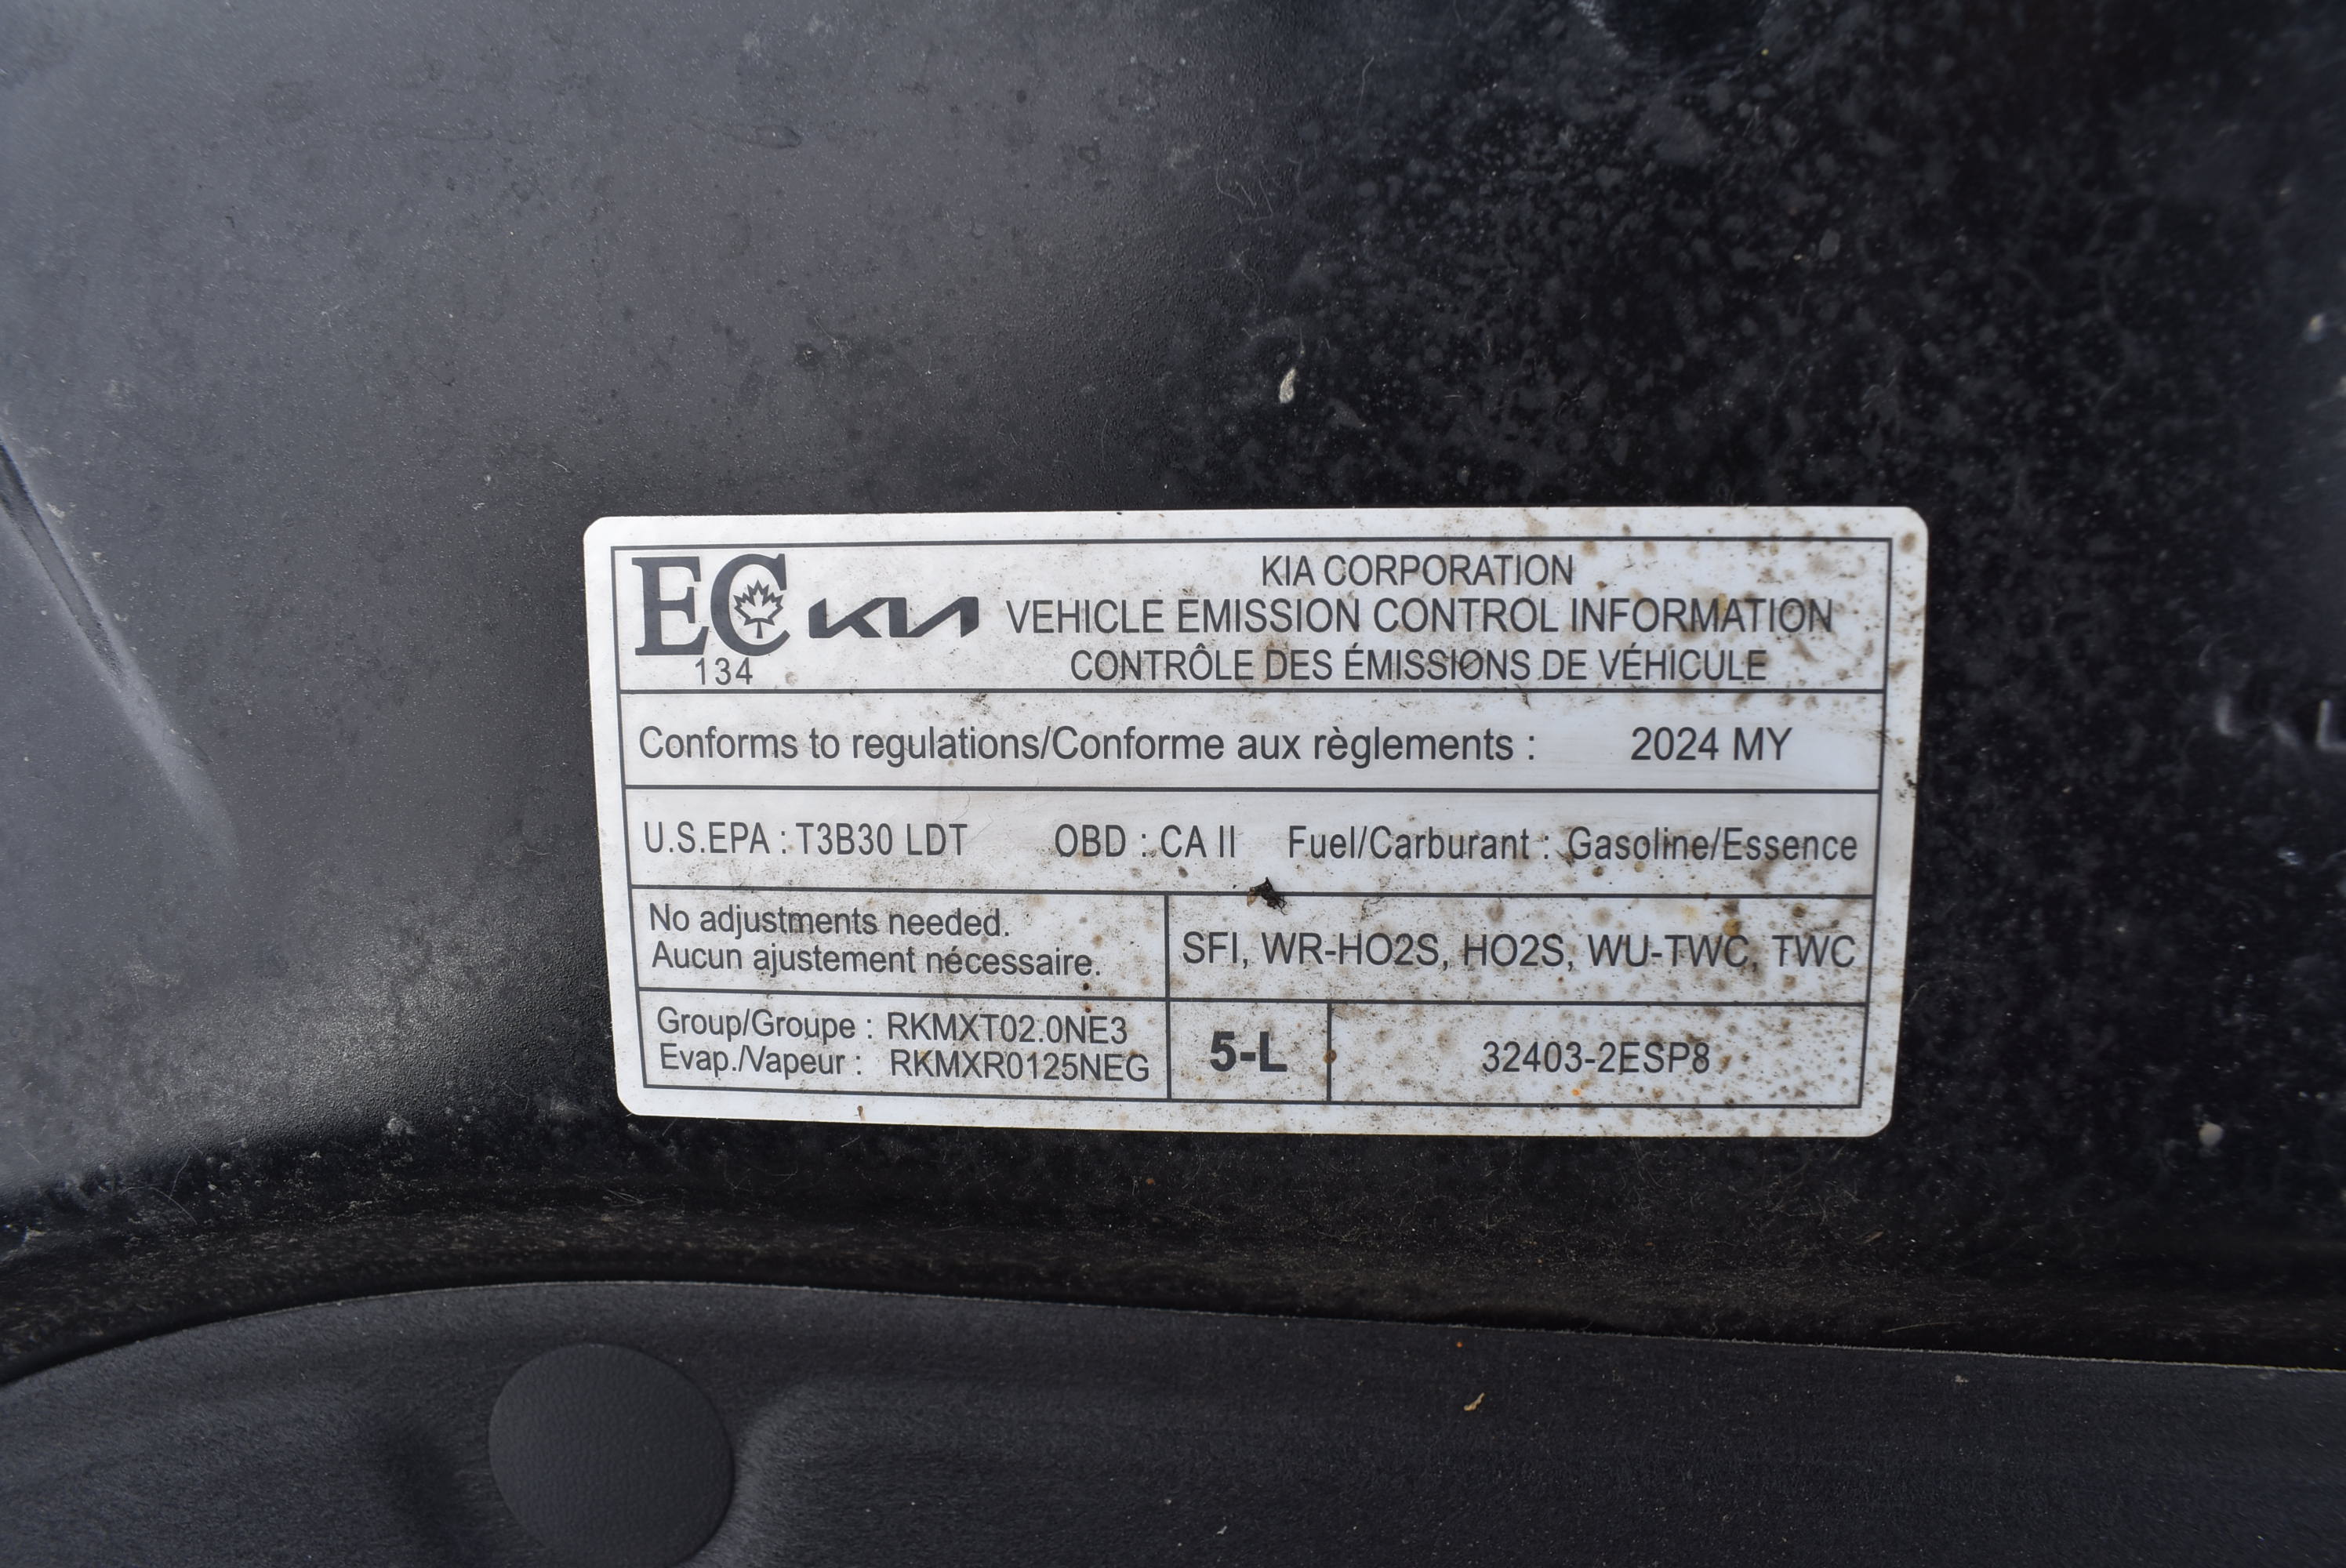 EC
134
KIA
KIA CORPORATION
VEHICLE EMISSION CONTROL INFORMATION
CONTRÔLE DES ÉMISSIONS DE VÉHICULE
Conforms to regulations/Conforme aux règlements : 2024 MY
U.S.EPA : T3B30 LDT OBD : CA II Fuel/Carburant : Gasoline/Essence
No adjustments needed.
Aucun ajustement nécessaire.
SFI, WR-HO2S, HO2S, WU-TWC, TWC
Group/Groupe : RKMXT02.0NE3
Evap./Vapeur : RKMXR0125NEG
5-L
32403-2ESP8